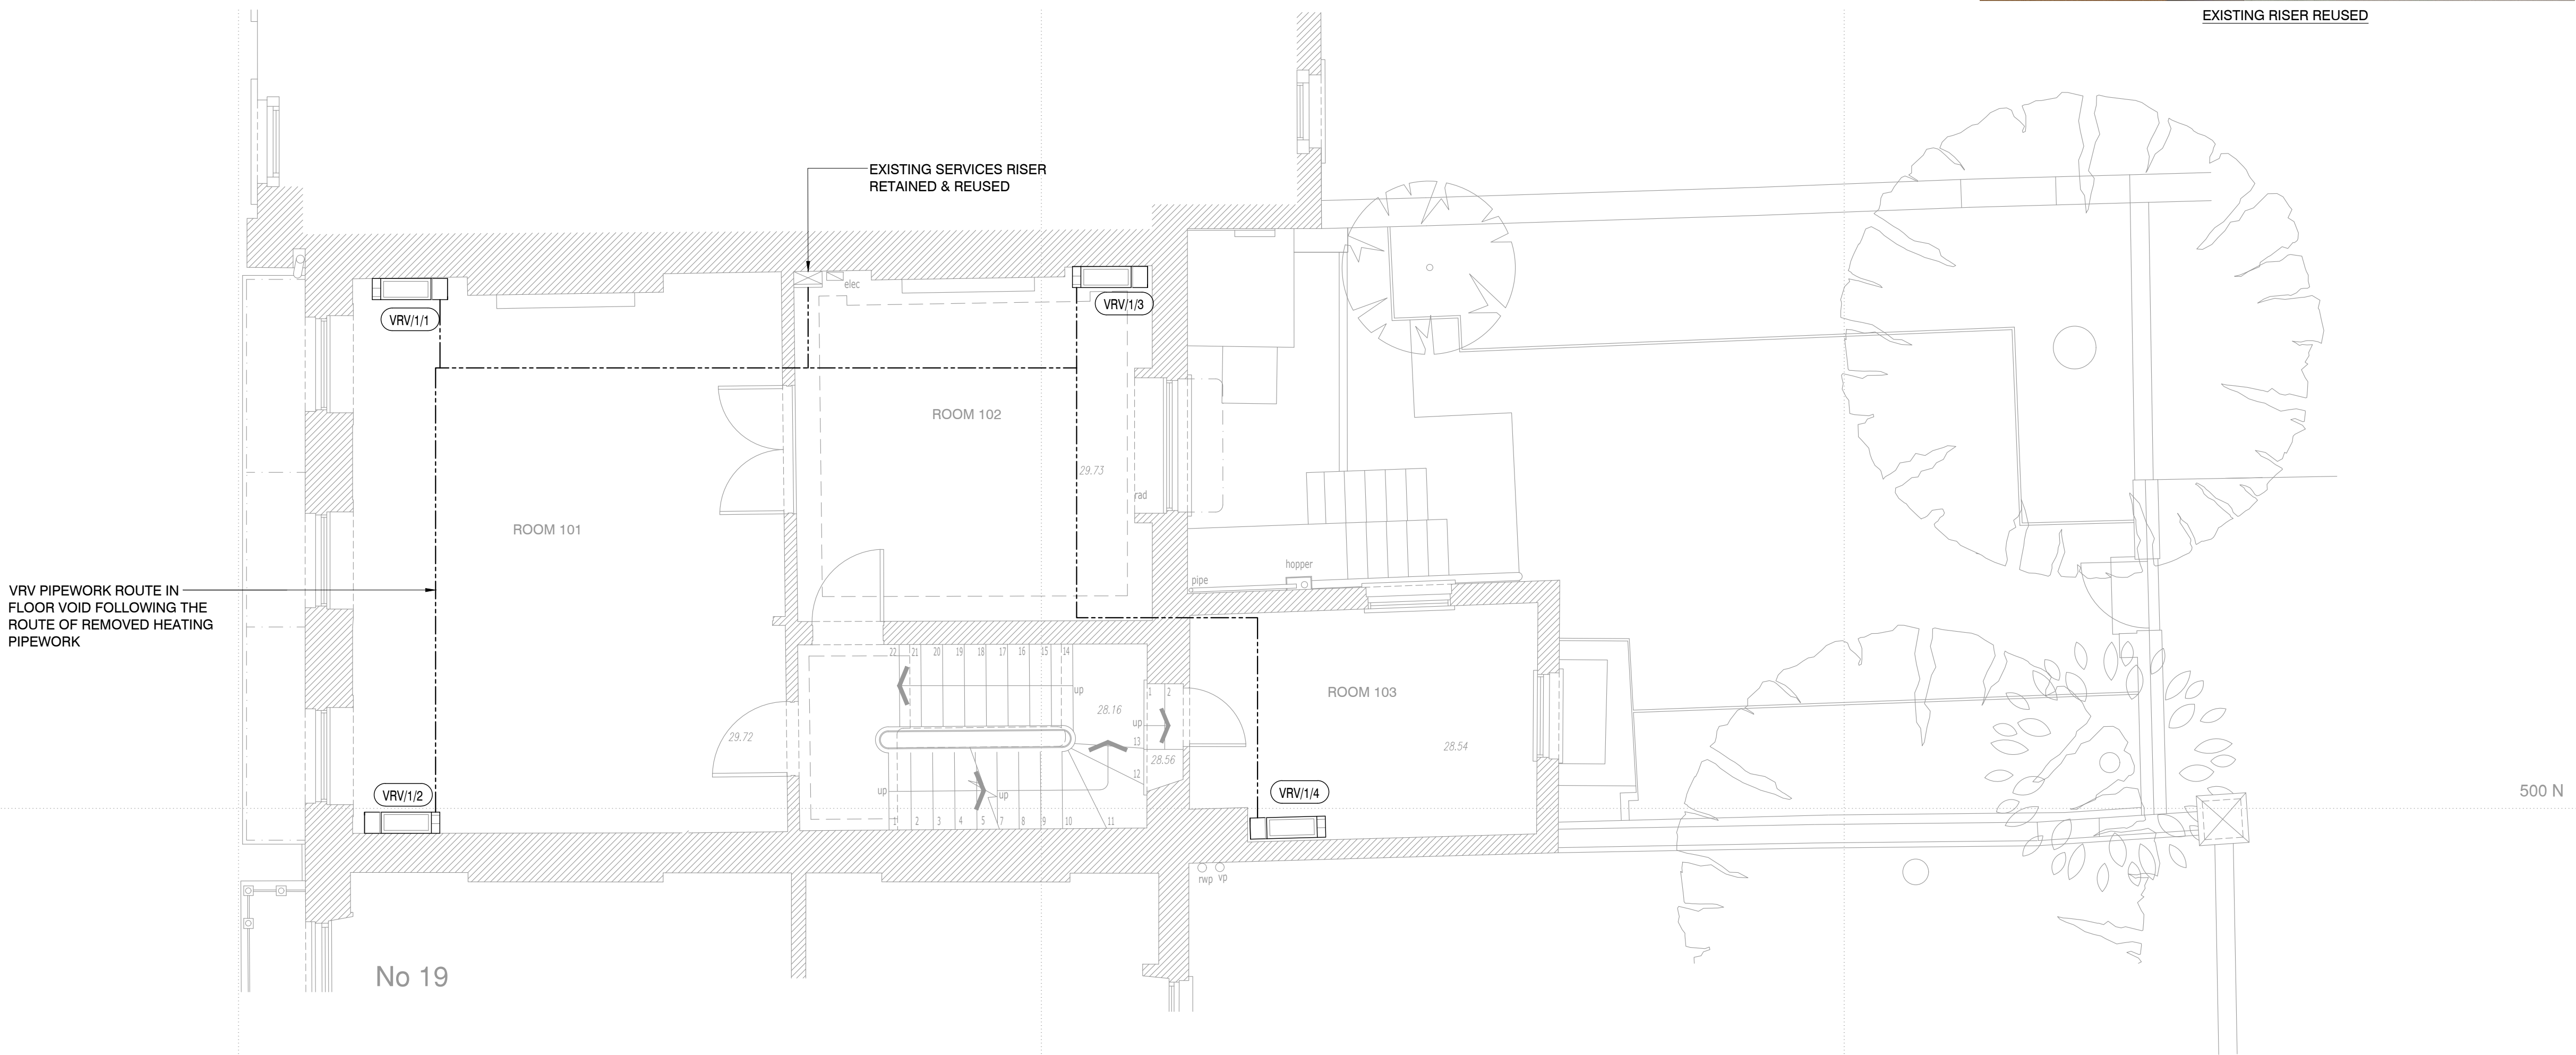 EXISTING RISER REUSED
EXISTING SERVICES RISER
RETAINED & REUSED
elec
VRV/1/1
VRV/1/3
ROOM 102
29.73
rad
ROOM 101
hopper
pipe
VRV PIPEWORK ROUTE IN
FLOOR VOID FOLLOWING THE
ROUTE OF REMOVED HEATING
PIPEWORK
22 21 20 19 18 17 16 15 14
up
1 2
ROOM 103
28.16
up
29.72
13
28.54
28.56
12
up
up
VRV/1/2
VRV/1/4
500 N
1 2 3 4 5 7 8 9 10 11
rwp vp
No 19